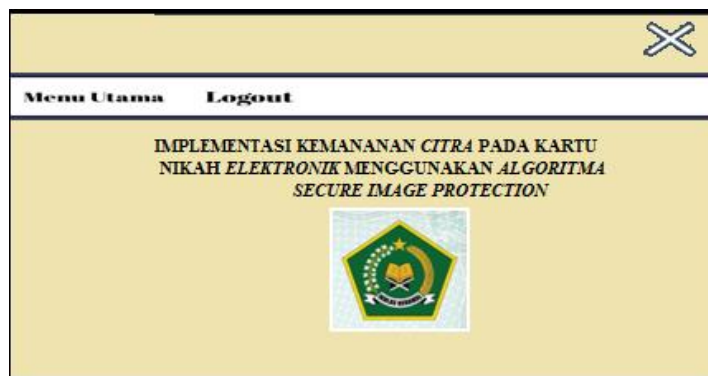 Menu Utama Logout
IMPLEMENTASI KEMANANAN CITRA PADA KARTU
NIKAH ELEKTRONIK MENGGUNAKAN ALGORITMA
SECURE IMAGE PROTECTION